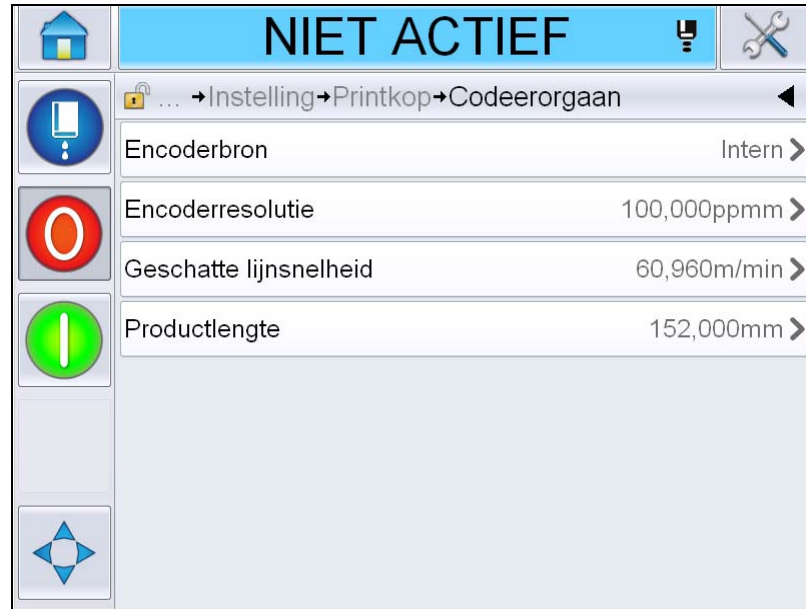 NIET ACTIEF
... →Instelling→Printkop→Codeerorgaan
Encoderbron Intern
Encoderresolutie 100,000ppmm
Geschatte lijnsnelheid 60,960m/min
Productlengte 152,000mm